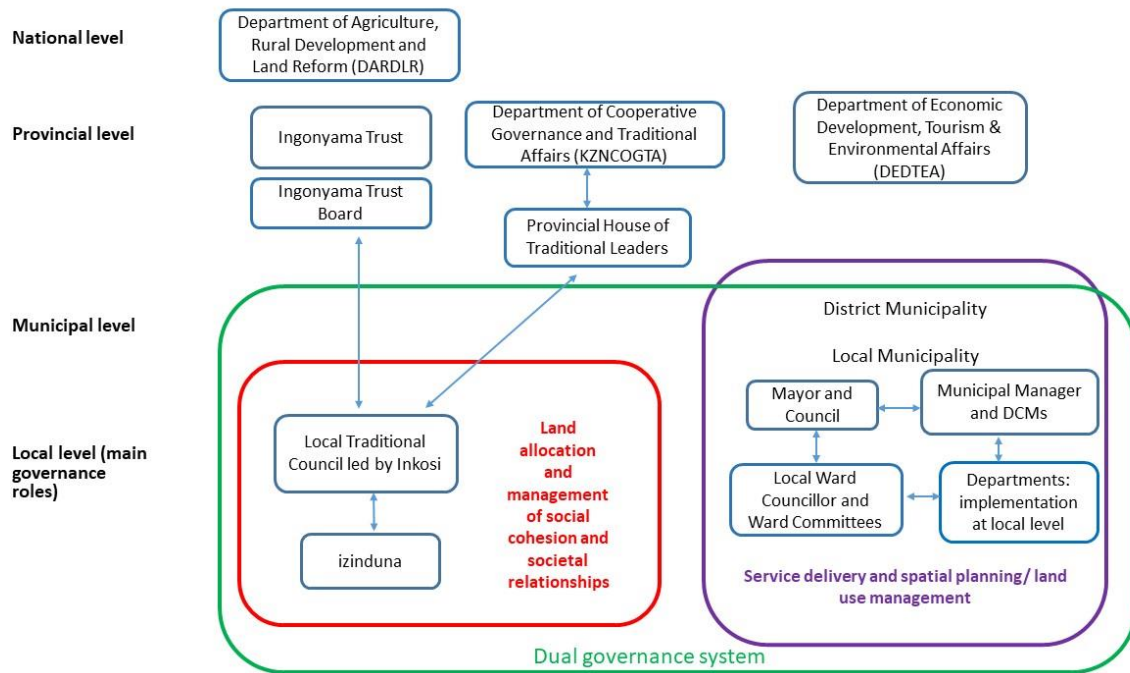 National level
Department of Agriculture,
Rural Development and
Land Reform (DARDLR)
Provincial level
Ingonyama Trust
Department of Cooperative
Governance and Traditional
Affairs (KZNCOGTA)
Department of Economic
Development, Tourism &
Environmental Affairs
(DEDTEA)
Ingonyama Trust
Board
Provincial House of
Traditional Leaders
Municipal level
District Municipality
Local Municipality
Mayor and
Council
Municipal Manager
and DCMs
Local level (main
governance
roles)
Local Traditional
Council led by Inkosi
izinduna
Land
allocation
and
management
of social
cohesion and
societal
relationships
Local Ward
Councillor and
Ward Committees
Departments:
implementation
at local level
Service delivery and spatial planning/ land
use management
Dual governance system